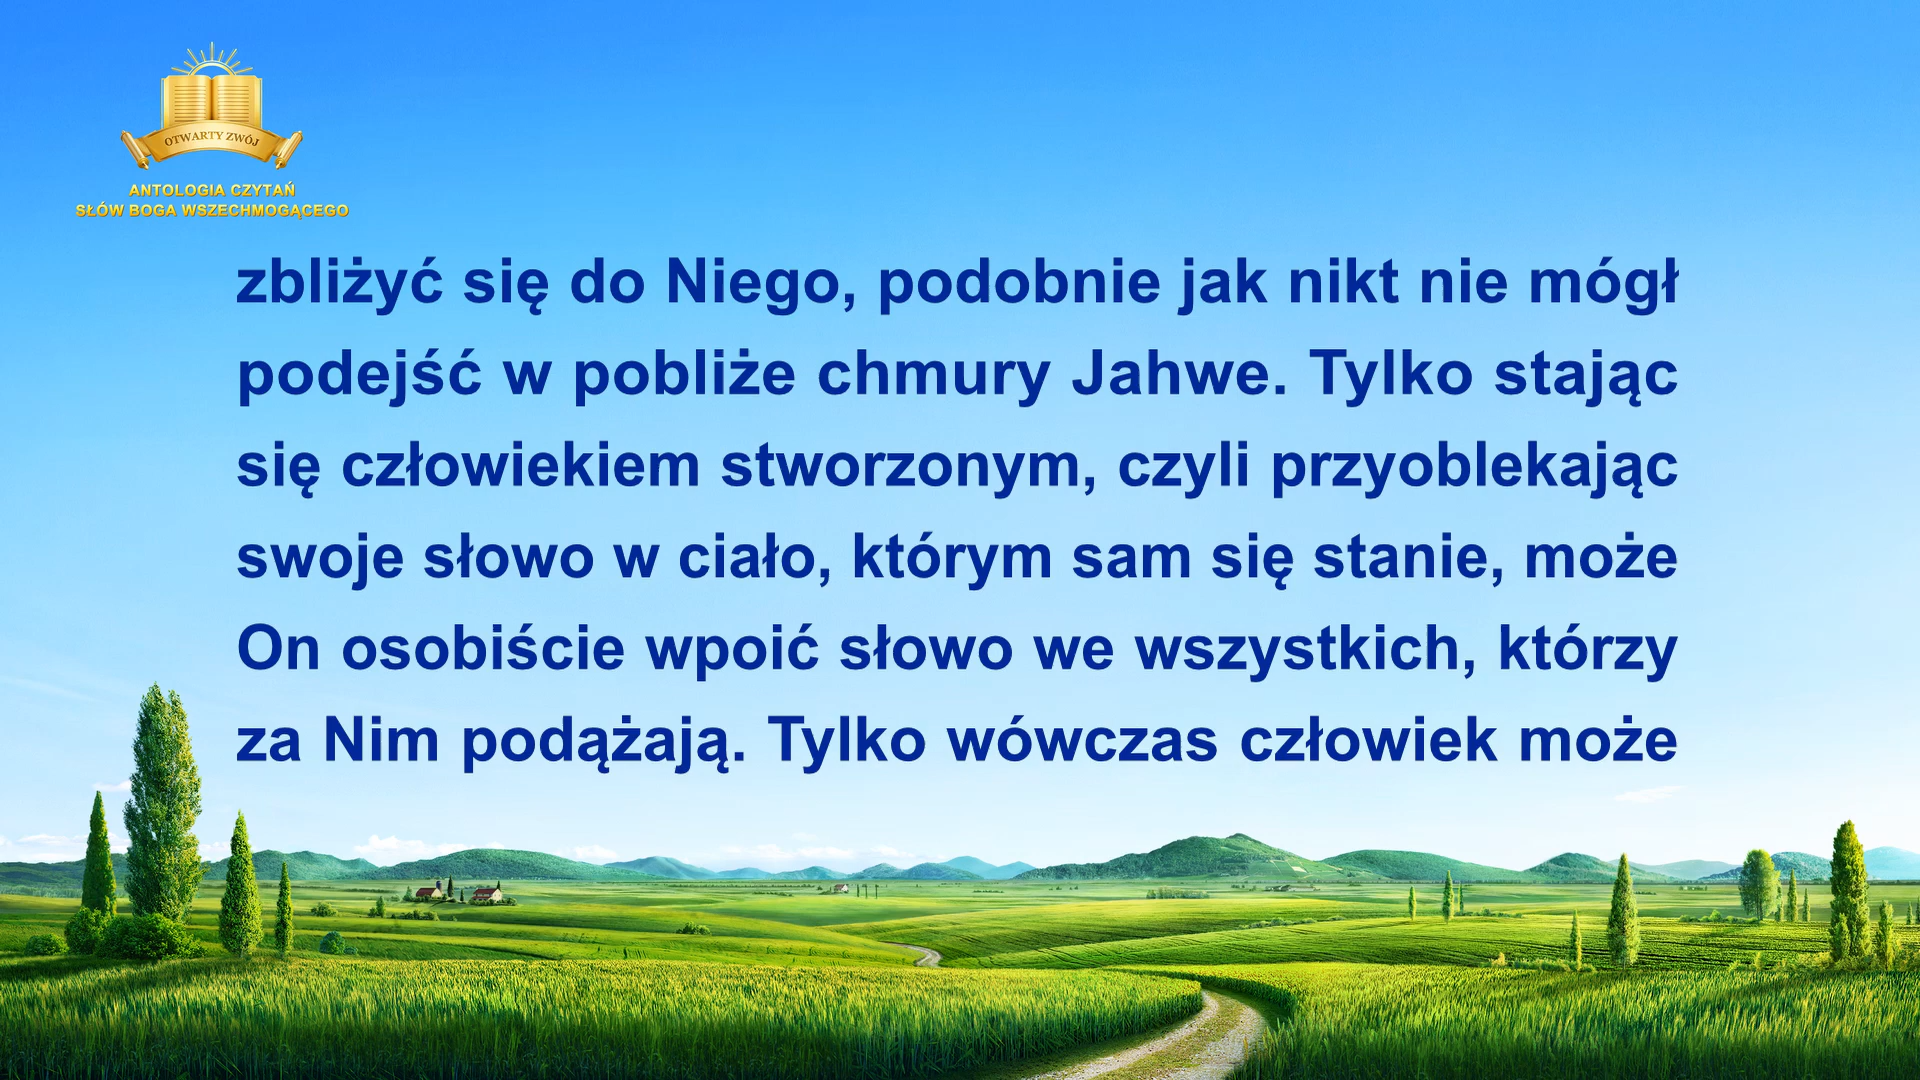 OTWARTY ZWÓJ
ANTOLOGIA CZYTAŃ
SŁÓW BOGA WSZECHMOGĄCEGO
zbliżyć się do Niego, podobnie jak nikt nie mógł
podejść w pobliże chmury Jahwe. Tylko stając
się człowiekiem stworzonym, czyli przyoblekając
swoje słowo w ciało, którym sam się stanie, może
On osobiście wpoić słowo we wszystkich, którzy
za Nim podążają. Tylko wówczas człowiek może